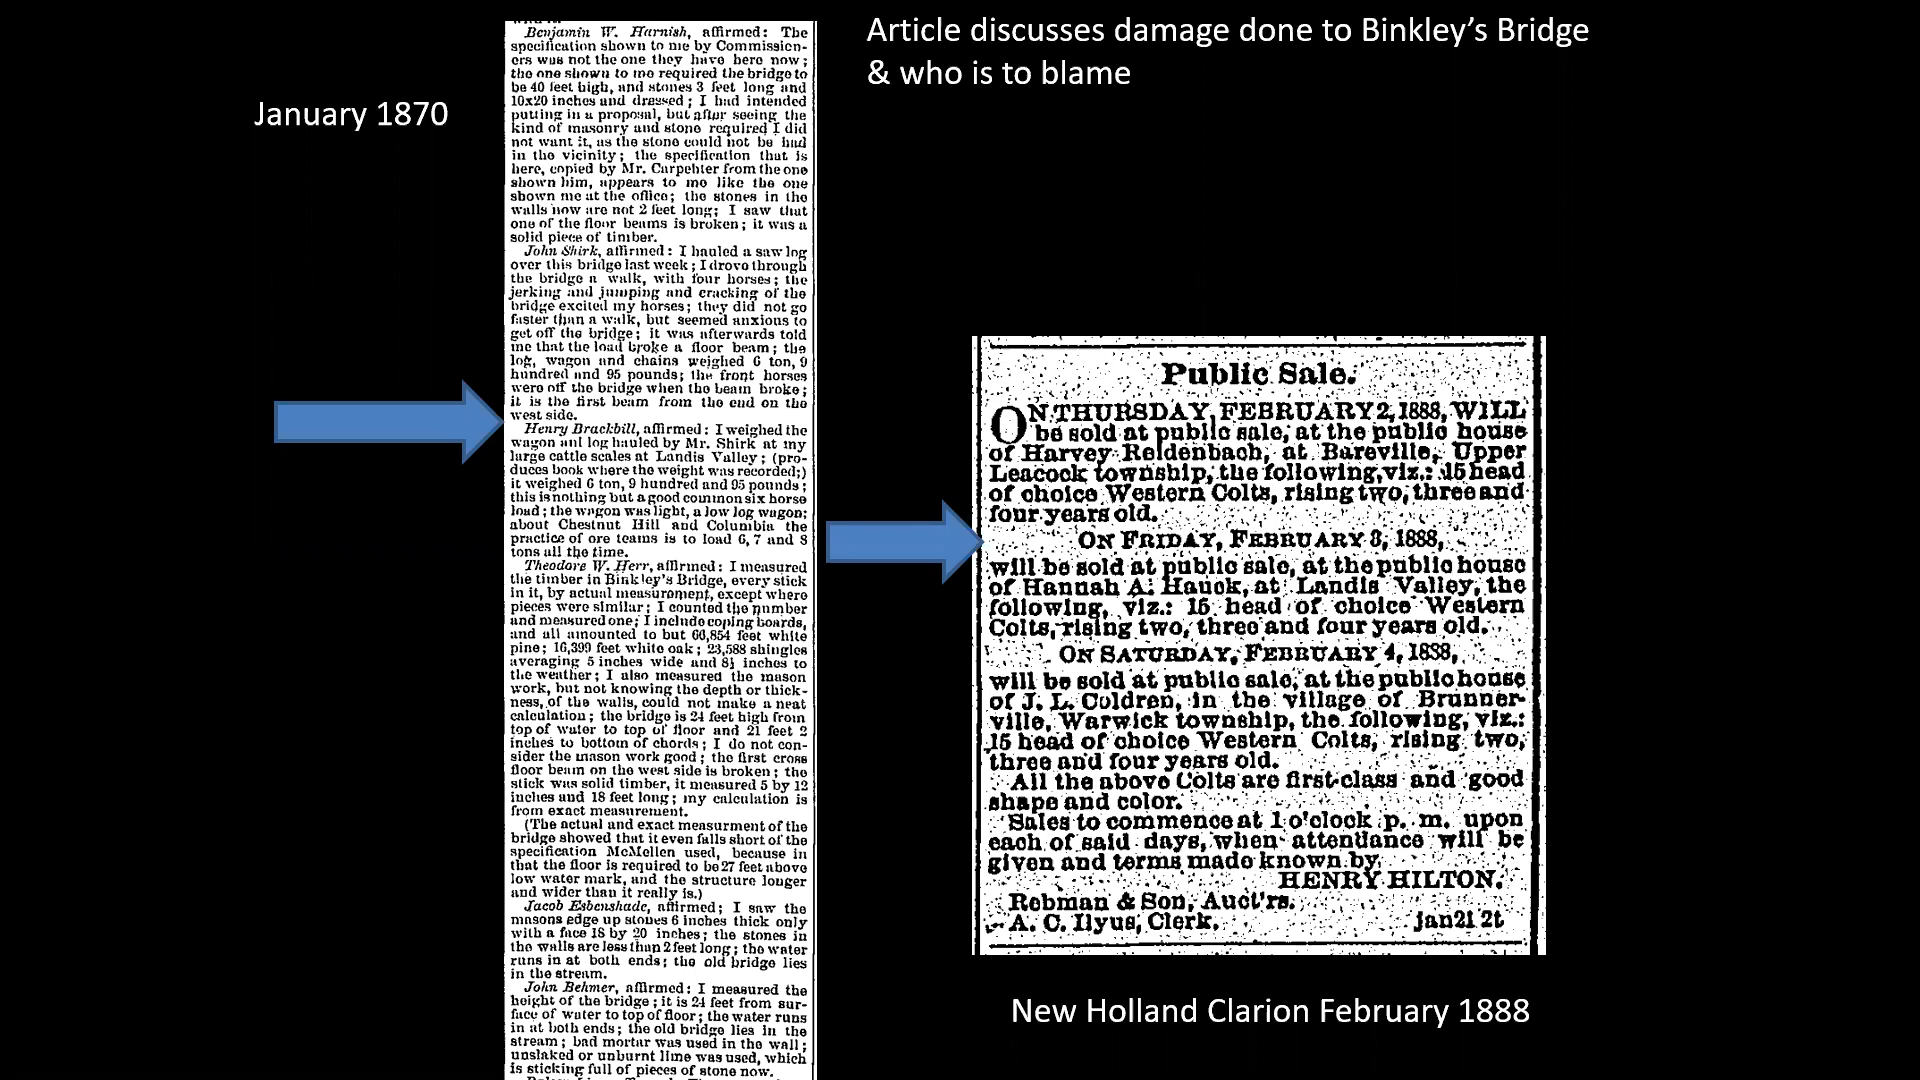 January 1870
Benjamin W. Harnish, affirmed: The
specification shown to me by Commission-
ers was not the one they have here now;
the one shown to me required the bridge to
be 40 feet high, and stones 3 feet long and
10x20 inches and dressed; I had intended
putting in a proposal, but after seeing the
kind of masonry and stone required I did
not want it, as the stone could not be had
in the vicinity; the specification that is
here, copied by Mr. Carpenter from the one
shown him, appears to me like the one
shown me at the office; the stones in the
walls now are not 2 feet long; I saw that
one of the floor beams is broken; it was a
solid piece of timber.
John Shirk, affirmed: I hauled a saw log
over this bridge last week; I drove through
the bridge a walk, with four horses; the
jerking and jumping and cracking of the
bridge excited my horses; they did not go
faster than a walk, but seemed anxious to
get off the bridge; it was afterwards told
me that the load broke a floor beam; the
log, wagon and chains weighed 6 ton, 9
hundred and 95 pounds; the front horses
were off the bridge when the beam broke;
it is the first beam from the end on the
west side.
Henry Brackbill, affirmed: I weighed the
wagon and log hauled by Mr. Shirk at my
large cattle scales at Landis Valley; (pro-
duces book where the weight was recorded;)
it weighed 6 ton, 9 hundred and 95 pounds;
this is nothing but a good common six horse
load; the wagon was light, a low log wagon;
about Chestnut Hill and Columbia the
practice of ore teams is to load 6, 7 and 8
tons all the time.
Theodore W. Herr, affirmed: I measured
the timber in Binkley's Bridge, every stick
in it, by actual measurement, except where
pieces were similar; I counted the number
and measured one; I include coping boards,
and all amounted to but 66,854 feet white
pine; 16,399 feet white oak; 23,588 shingles
averaging 5 inches wide and 8½ inches to
the weather; I also measured the mason
work, but not knowing the depth or thick-
ness, of the walls, could not make a neat
calculation; the bridge is 24 feet high from
top of water to top of floor and 21 feet 2
inches to bottom of chords; I do not con-
sider the mason work good; the first cross
floor beam on the west side is broken; the
stick was solid timber, it measured 5 by 12
inches and 18 feet long; my calculation is
from exact measurement.
(The actual and exact measurment of the
bridge showed that it even falls short of the
specification McMellen used, because in
that the floor is required to be 27 feet above
low water mark, and the structure longer
and wider than it really is.)
Jacob Esbenshade, affirmed; I saw the
masons edge up stones 6 inches thick only
with a face 18 by 20 inches; the stones in
the walls are less than 2 feet long; the water
runs in at both ends; the old bridge lies
in the stream.
John Behmer, affirmed: I measured the
height of the bridge; it is 24 feet from sur-
face of water to top of floor; the water runs
in at both ends; the old bridge lies in the
stream; bad mortar was used in the wall;
unslaked or unburnt lime was used, which
is sticking full of pieces of stone now.
Article discusses damage done to Binkley’s Bridge
& who is to blame
Public Sale.
ON THURSDAY, FEBRUARY 2, 1888, WILL
be sold at public sale, at the public house
of Harvey Reidenbach, at Bareville, Upper
Leacock township, the following, viz.: 15 head
of choice Western Colts, rising two, three and
four years old.
ON FRIDAY, FEBRUARY 3, 1888,
will be sold at public sale, at the public house
of Hannah A. Hauck, at Landis Valley, the
following, viz.: 15 head of choice Western
Colts, rising two, three and four years old.
ON SATURDAY, FEBRUARY 4, 1888,
will be sold at public sale, at the public house
of J. L. Coldren, in the village of Brunner-
ville, Warwick township, the following, viz.:
15 head of choice Western Colts, rising two,
three and four years old.
All the above Colts are first-class and good
shape and color.
Sales to commence at 1 o'clock p. m. upon
each of said days, when attendance will be
given and terms made known by
HENRY HILTON.
Rebman & Son, Auct'rs.
A. C. Ilyus, Clerk. jan21 2t
New Holland Clarion February 1888